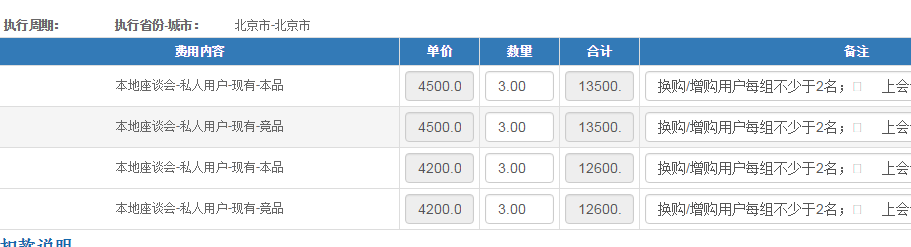 执行周期： 执行省份-城市： 北京市-北京市
费用内容 单价 数量 合计 备注
本地座谈会-私人用户-现有-本品 4500.0 3.00 13500. 换购/增购用户每组不少于2名； 上会
本地座谈会-私人用户-现有-竞品 4500.0 3.00 13500. 换购/增购用户每组不少于2名； 上会
本地座谈会-私人用户-现有-本品 4200.0 3.00 12600. 换购/增购用户每组不少于2名； 上会
本地座谈会-私人用户-现有-竞品 4200.0 3.00 12600. 换购/增购用户每组不少于2名； 上会
扣款说明